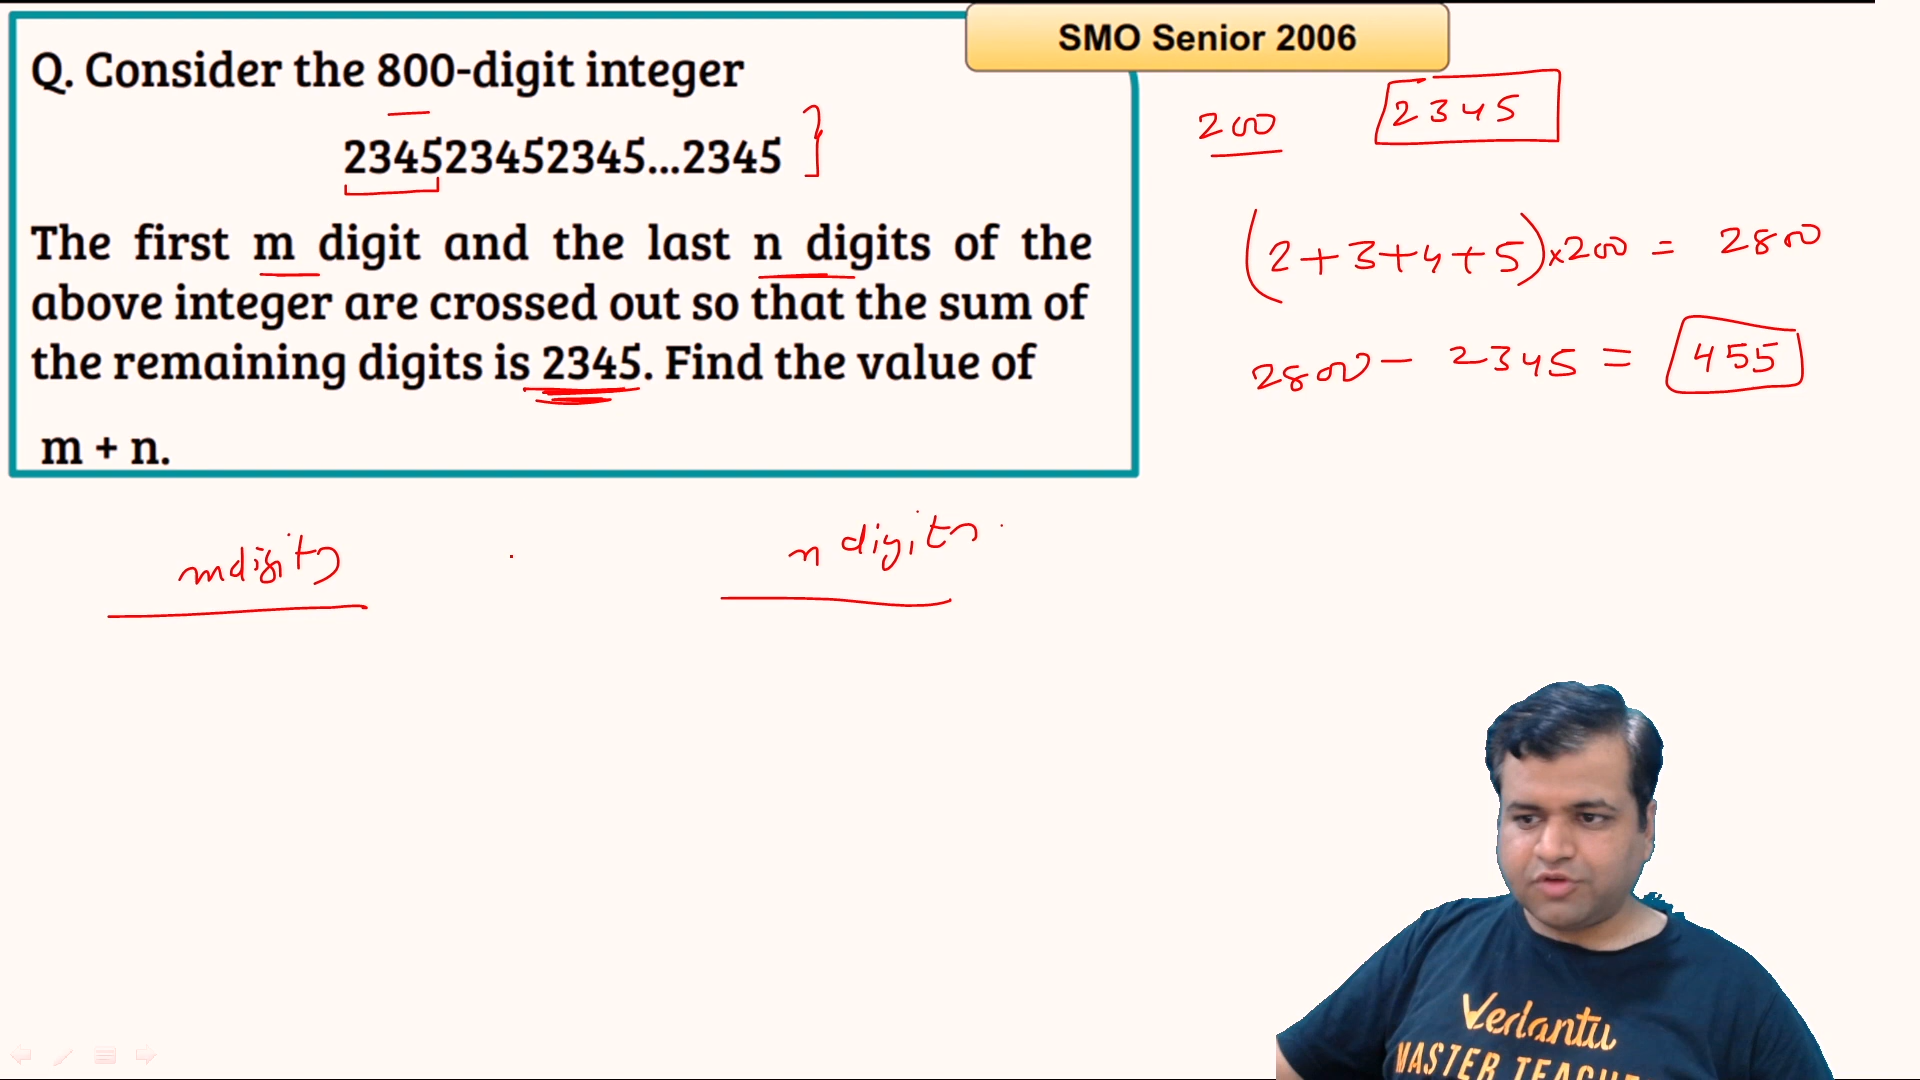 SMO Senior 2006
Q. Consider the 800-digit integer
234523452345...2345
The first m digit and the last n digits of the
above integer are crossed out so that the sum of
the remaining digits is 2345. Find the value of
m + n.
200
2345
(2+3+4+5)×200 = 2800
2800 - 2345 = 455
m digits
n digits
Vedantu
MASTER TEACHE